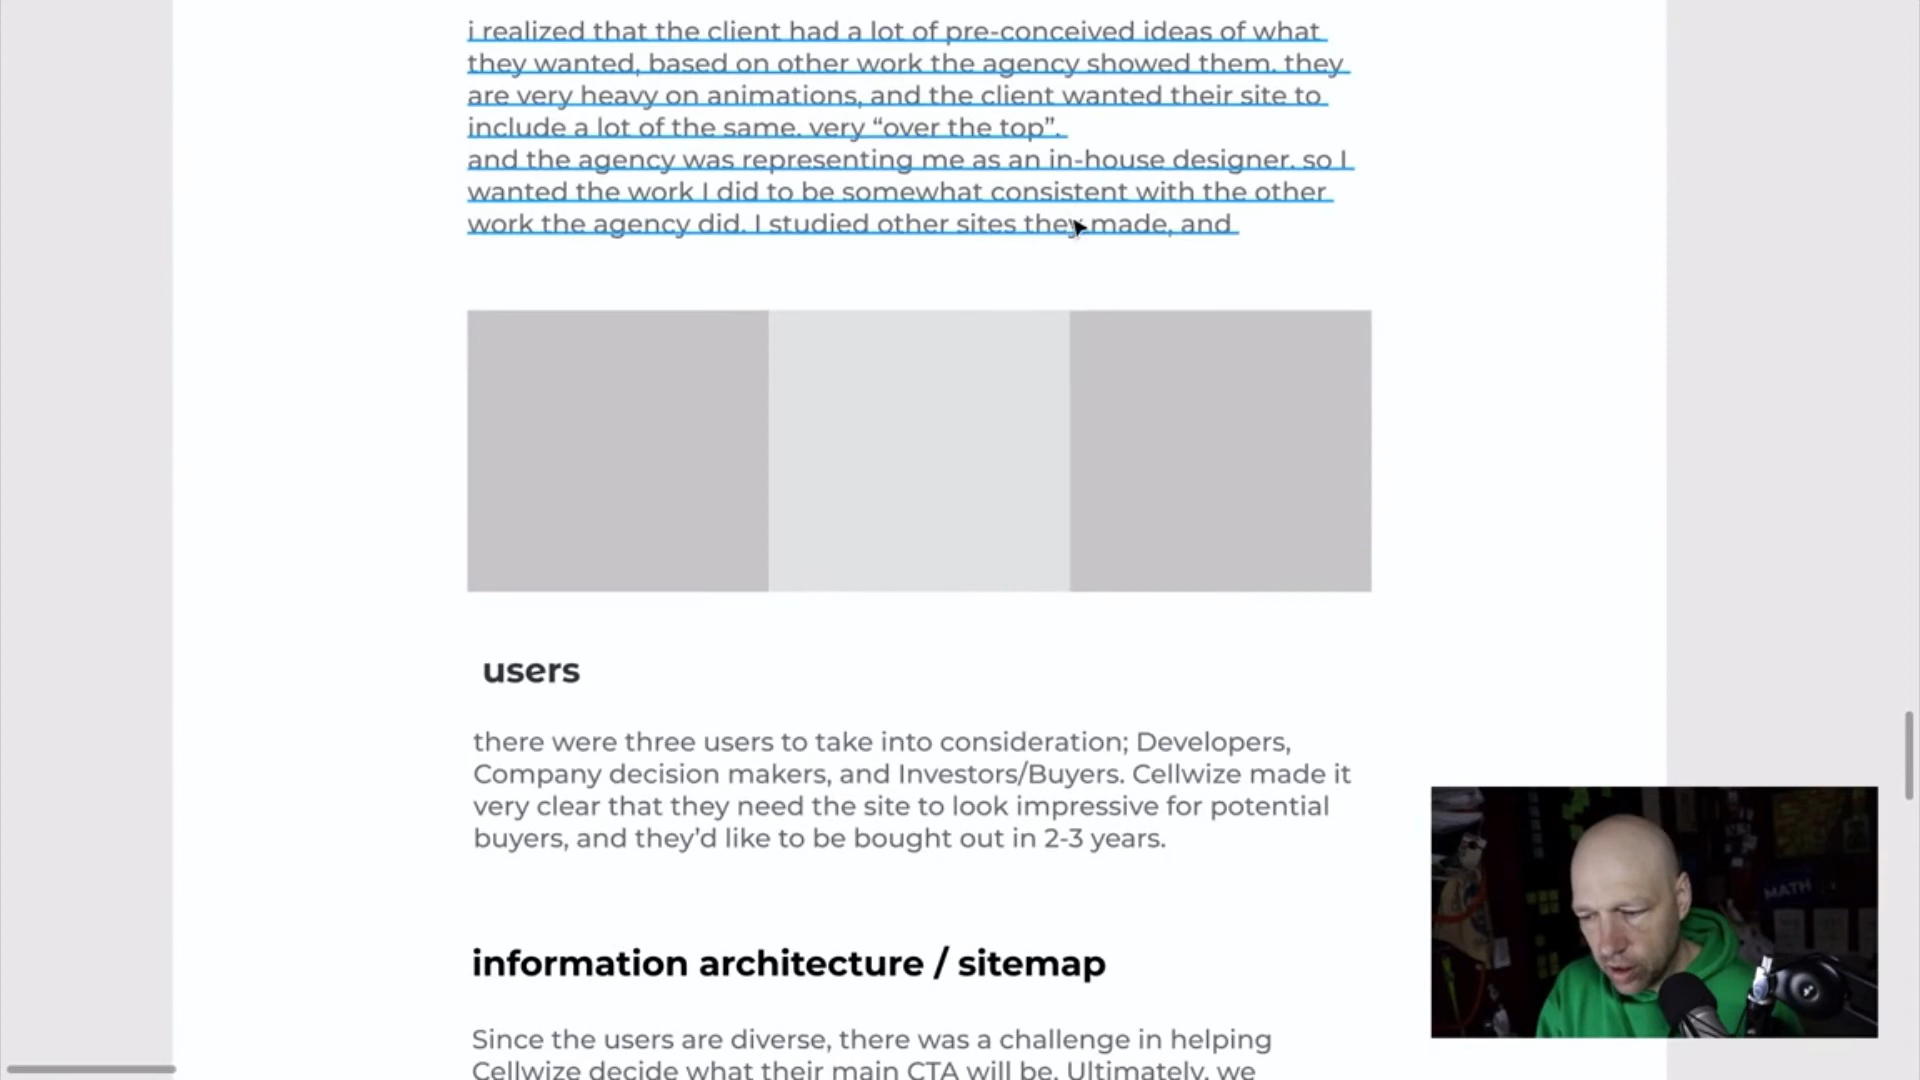 i realized that the client had a lot of pre-conceived ideas of what
they wanted, based on other work the agency showed them. they
are very heavy on animations, and the client wanted their site to
include a lot of the same. very “over the top”.
and the agency was representing me as an in-house designer. so I
wanted the work I did to be somewhat consistent with the other
work the agency did. I studied other sites they made, and
users
there were three users to take into consideration; Developers,
Company decision makers, and Investors/Buyers. Cellwize made it
very clear that they need the site to look impressive for potential
buyers, and they’d like to be bought out in 2-3 years.
information architecture / sitemap
Since the users are diverse, there was a challenge in helping
Cellwize decide what their main CTA will be. Ultimately, we
MATH